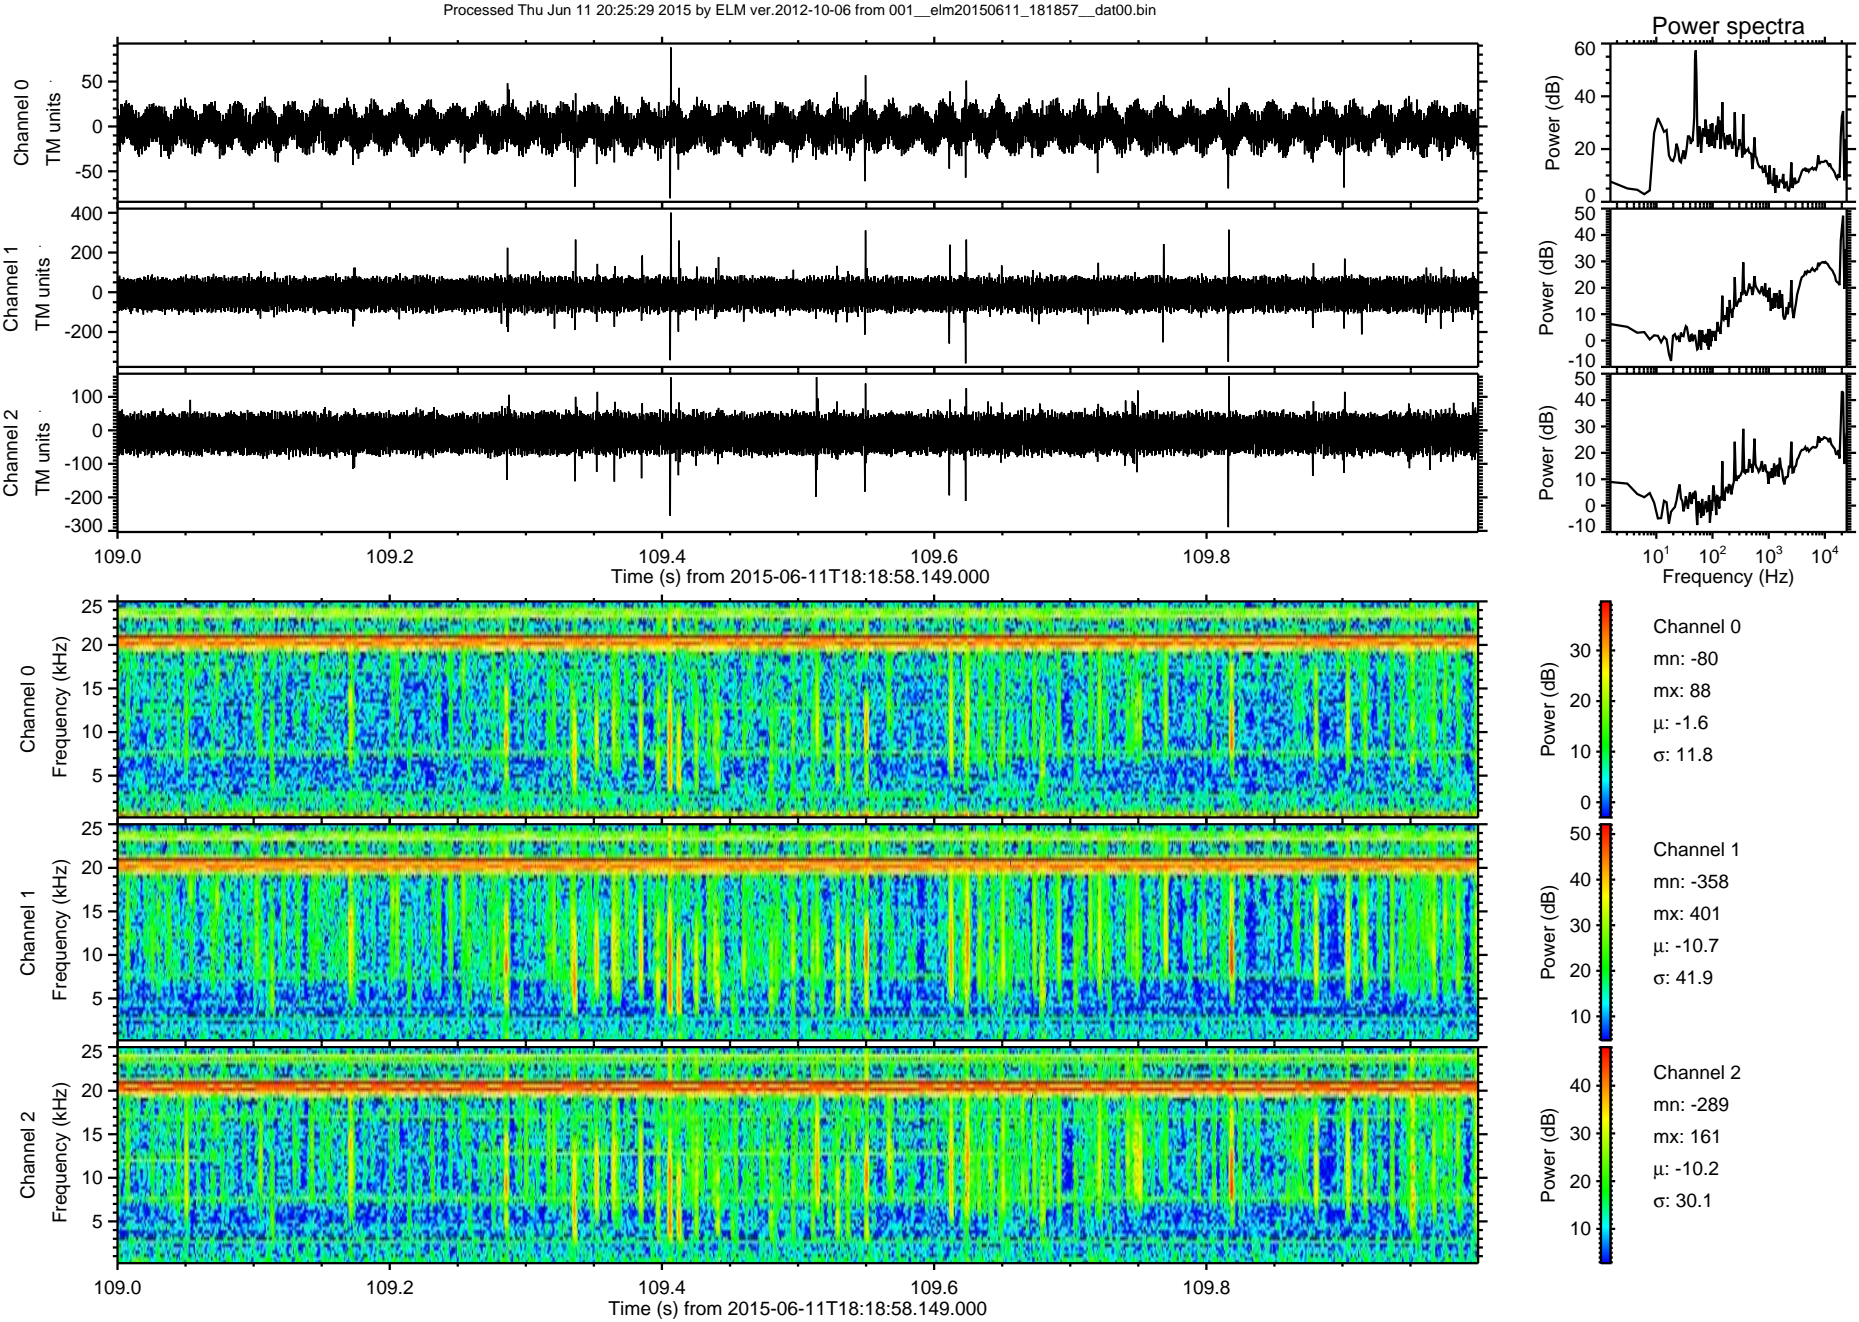 Processed Thu Jun 11 20:25:29 2015 by ELM ver.2012-10-06 from 001__elm20150611_181857__dat00.bin
Power spectra
Channel 0
TM units
50
0
-50
Power (dB)
60
40
20
0
Channel 1
TM units
400
200
0
-200
Power (dB)
50
40
30
20
10
0
-10
Channel 2
TM units
100
0
-100
-200
-300
Power (dB)
50
40
30
20
10
0
-10
109.0 109.2 109.4 109.6 109.8
Time (s) from 2015-06-11T18:18:58.149.000
10^1 10^2 10^3 10^4
Frequency (Hz)
Channel 0
Frequency (kHz)
25
20
15
10
5
Power (dB)
30
20
10
0
Channel 0
mn: -80
mx: 88
µ: -1.6
σ: 11.8
Channel 1
Frequency (kHz)
25
20
15
10
5
Power (dB)
50
40
30
20
10
Channel 1
mn: -358
mx: 401
µ: -10.7
σ: 41.9
Channel 2
Frequency (kHz)
25
20
15
10
5
Power (dB)
40
30
20
10
Channel 2
mn: -289
mx: 161
µ: -10.2
σ: 30.1
109.0 109.2 109.4 109.6 109.8
Time (s) from 2015-06-11T18:18:58.149.000